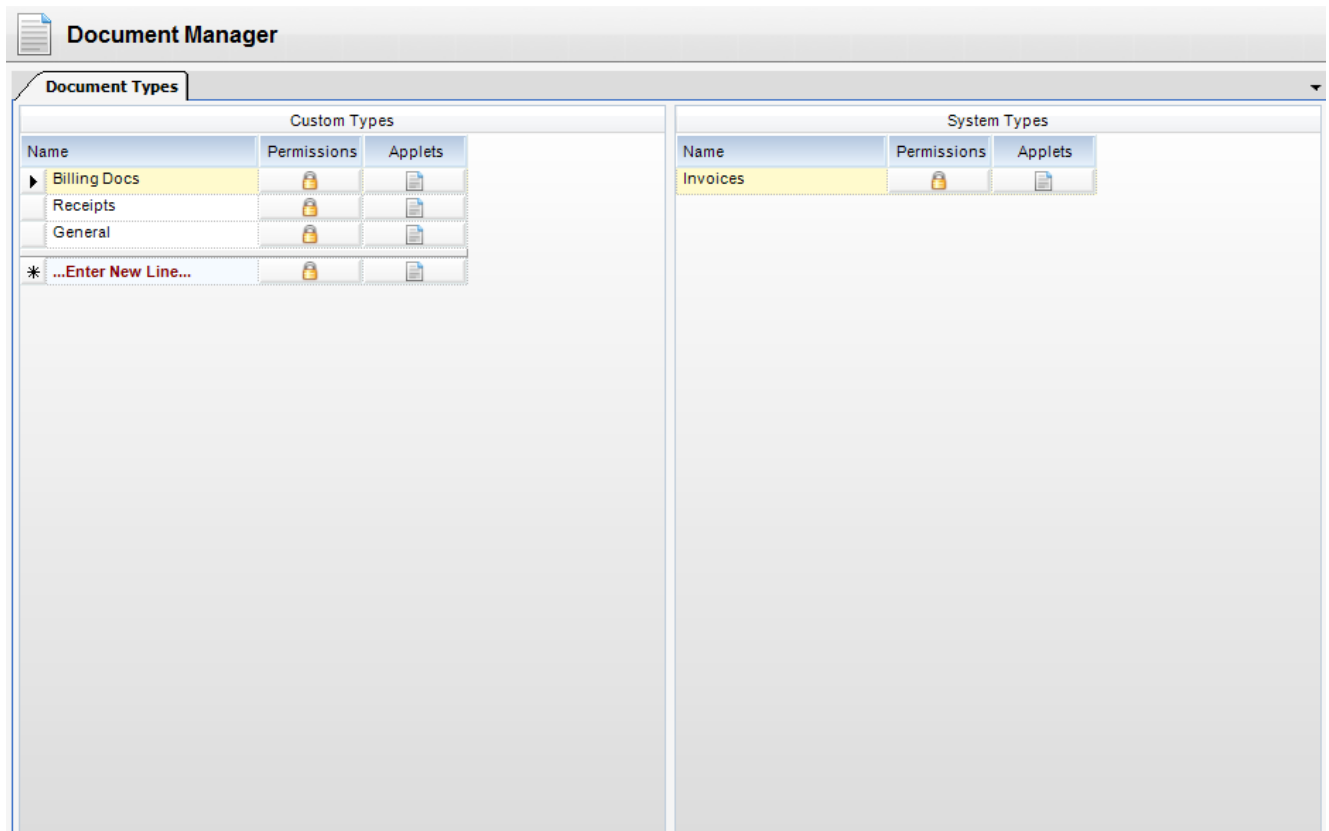 Document Manager
Document Types
Custom Types
Name Permissions Applets
Billing Docs
Receipts
General
...Enter New Line...
System Types
Name Permissions Applets
Invoices